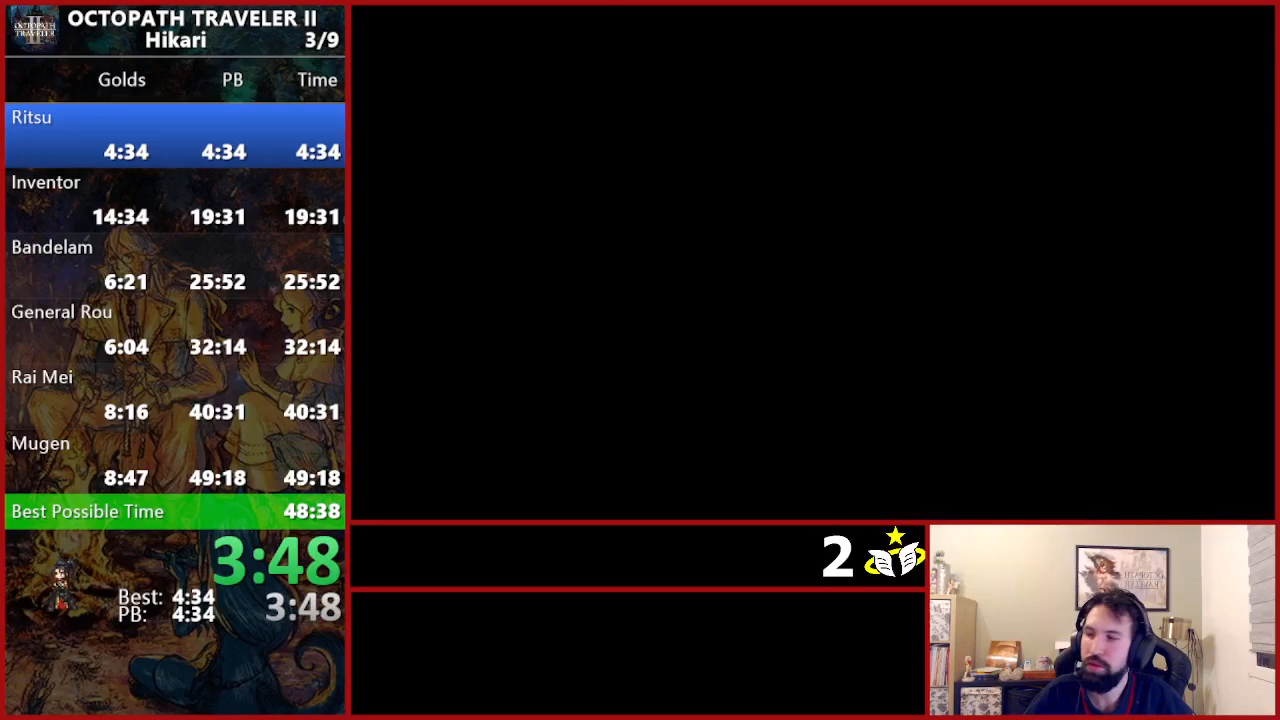 OCTOPATH TRAVELER II
Hikari 3/9
Golds PB Time
Ritsu
4:34 4:34 4:34
Inventor
14:34 19:31 19:31
Bandelam
6:21 25:52 25:52
General Rou
6:04 32:14 32:14
Rai Mei
8:16 40:31 40:31
Mugen
8:47 49:18 49:18
Best Possible Time 48:38
3:48
Best: 4:34
PB: 4:34
3:48
2